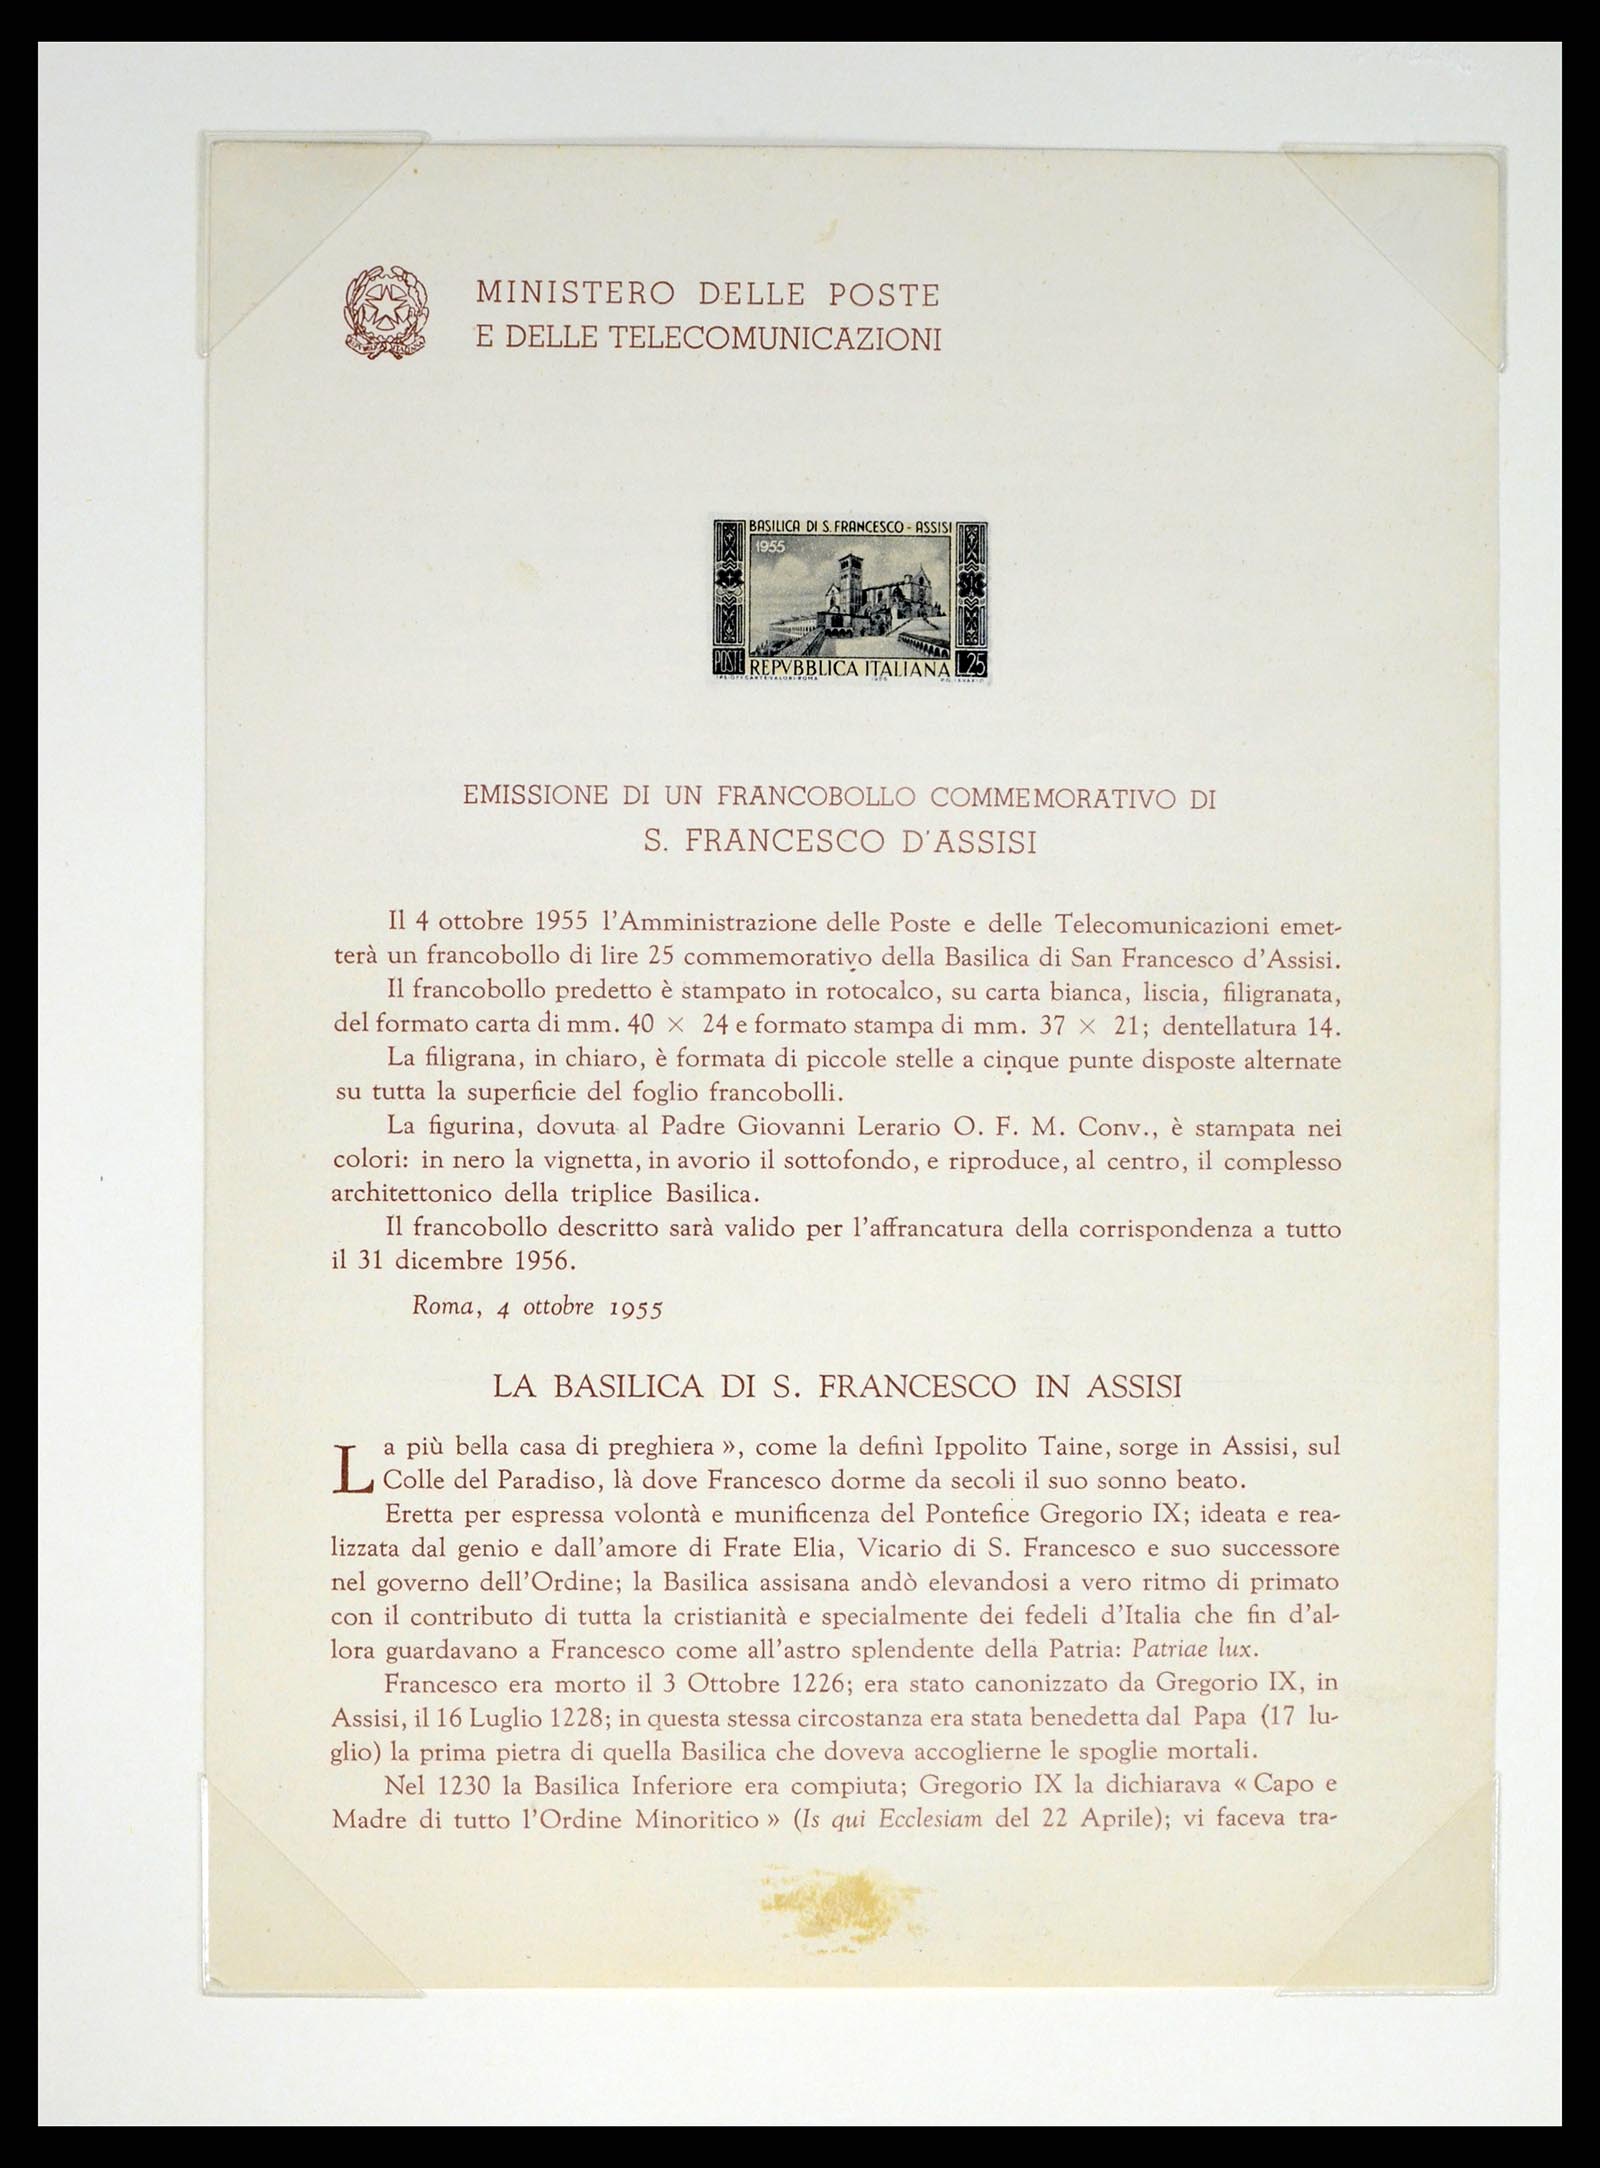 MINISTERO DELLE POSTE
E DELLE TELECOMUNICAZIONI
BASILICA DI S. FRANCESCO - ASSISI
1955
POSTE REPVBBLICA ITALIANA L.25
EMISSIONE DI UN FRANCOBOLLO COMMEMORATIVO DI
S. FRANCESCO D'ASSISI
Il 4 ottobre 1955 l'Amministrazione delle Poste e delle Telecomunicazioni emet-
terà un francobollo di lire 25 commemorativo della Basilica di San Francesco d'Assisi.
Il francobollo predetto è stampato in rotocalco, su carta bianca, liscia, filigranata,
del formato carta di mm. 40 × 24 e formato stampa di mm. 37 × 21; dentellatura 14.
La filigrana, in chiaro, è formata di piccole stelle a cinque punte disposte alternate
su tutta la superficie del foglio francobolli.
La figurina, dovuta al Padre Giovanni Lerario O. F. M. Conv., è stampata nei
colori: in nero la vignetta, in avorio il sottofondo, e riproduce, al centro, il complesso
architettonico della triplice Basilica.
Il francobollo descritto sarà valido per l'affrancatura della corrispondenza a tutto
il 31 dicembre 1956.
Roma, 4 ottobre 1955
LA BASILICA DI S. FRANCESCO IN ASSISI
La più bella casa di preghiera », come la definì Ippolito Taine, sorge in Assisi, sul
Colle del Paradiso, là dove Francesco dorme da secoli il suo sonno beato.
Eretta per espressa volontà e munificenza del Pontefice Gregorio IX; ideata e rea-
lizzata dal genio e dall'amore di Frate Elia, Vicario di S. Francesco e suo successore
nel governo dell'Ordine; la Basilica assisana andò elevandosi a vero ritmo di primato
con il contributo di tutta la cristianità e specialmente dei fedeli d'Italia che fin d'al-
lora guardavano a Francesco come all'astro splendente della Patria: Patriae lux.
Francesco era morto il 3 Ottobre 1226; era stato canonizzato da Gregorio IX, in
Assisi, il 16 Luglio 1228; in questa stessa circostanza era stata benedetta dal Papa (17 lu-
glio) la prima pietra di quella Basilica che doveva accoglierne le spoglie mortali.
Nel 1230 la Basilica Inferiore era compiuta; Gregorio IX la dichiarava « Capo e
Madre di tutto l'Ordine Minoritico » (Is qui Ecclesiam del 22 Aprile); vi faceva tra-